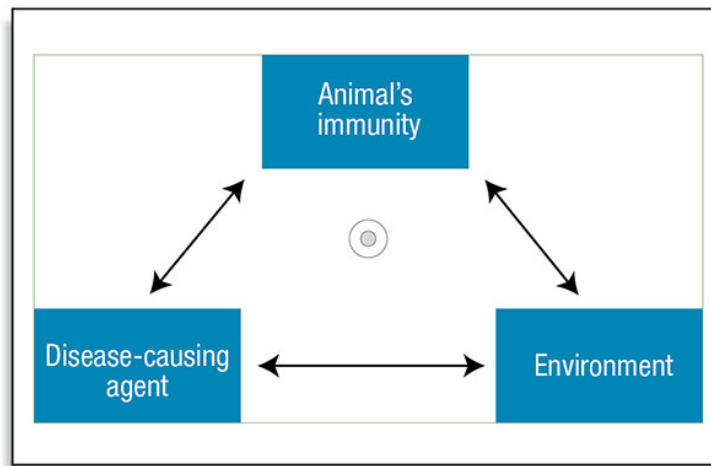 Animal's
immunity
Disease-causing
agent
Environment